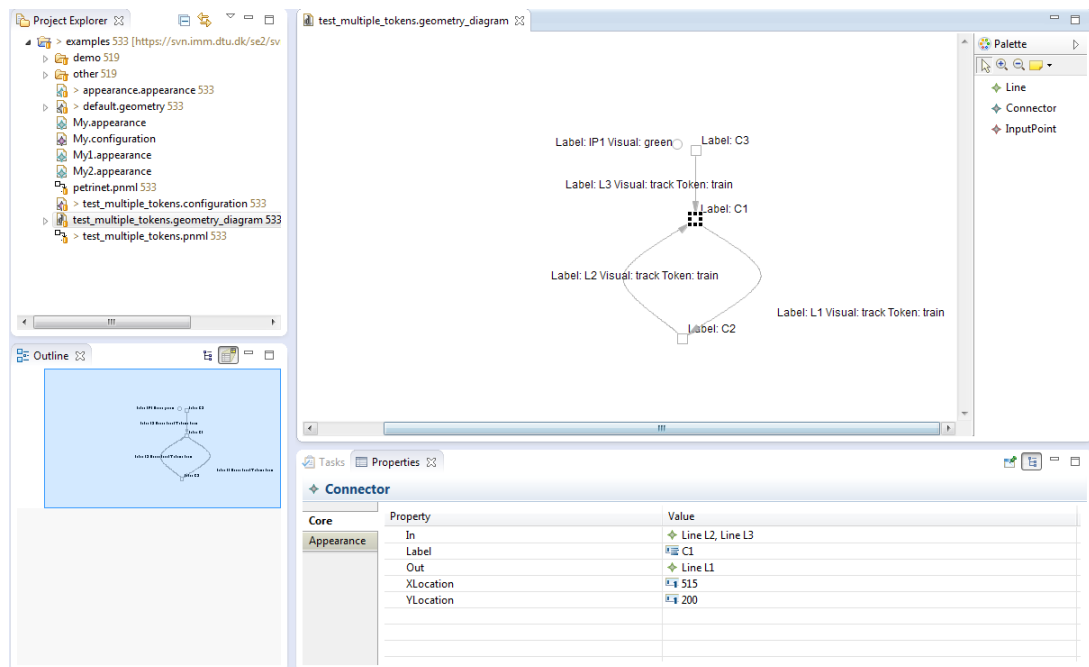 Project Explorer
> examples 533 [https://svn.imm.dtu.dk/se2/sv
demo 519
other 519
> appearance.appearance 533
> default.geometry 533
My.appearance
My.configuration
My1.appearance
My2.appearance
petrinet.pnml 533
> test_multiple_tokens.configuration 533
test_multiple_tokens.geometry_diagram 533
> test_multiple_tokens.pnml 533
Outline
test_multiple_tokens.geometry_diagram
Label: IP1 Visual: green
Label: C3
Label: L3 Visual: track Token: train
Label: C1
Label: L2 Visual: track Token: train
Label: L1 Visual: track Token: train
Label: C2
Palette
Line
Connector
InputPoint
Tasks
Properties
Connector
Core
Appearance
Property Value
In Line L2, Line L3
Label C1
Out Line L1
XLocation 515
YLocation 200